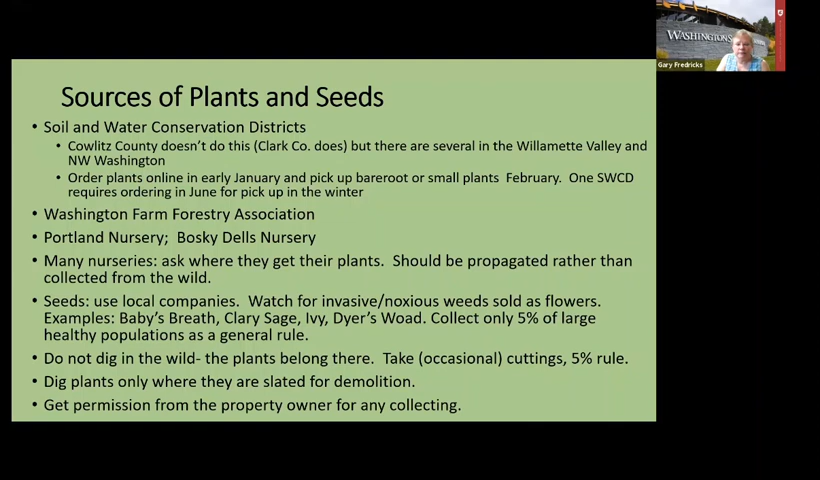 WASHINGTON S
Gary Fredricks
Sources of Plants and Seeds
• Soil and Water Conservation Districts
• Cowlitz County doesn't do this (Clark Co. does) but there are several in the Willamette Valley and
NW Washington
• Order plants online in early January and pick up bareroot or small plants  February.  One SWCD
requires ordering in June for pick up in the winter
• Washington Farm Forestry Association
• Portland Nursery;  Bosky Dells Nursery
• Many nurseries: ask where they get their plants.  Should be propagated rather than
collected from the wild.
• Seeds: use local companies.  Watch for invasive/noxious weeds sold as flowers.
Examples: Baby's Breath, Clary Sage, Ivy, Dyer's Woad. Collect only 5% of large
healthy populations as a general rule.
• Do not dig in the wild- the plants belong there.  Take (occasional) cuttings, 5% rule.
• Dig plants only where they are slated for demolition.
• Get permission from the property owner for any collecting.